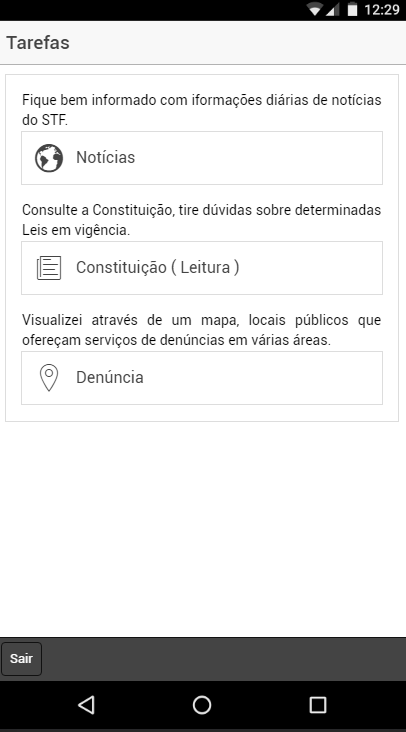 12:29
Tarefas
Fique bem informado com iformações diárias de notícias
do STF.
Notícias
Consulte a Constituição, tire dúvidas sobre determinadas
Leis em vigência.
Constituição ( Leitura )
Visualizei através de um mapa, locais públicos que
ofereçam serviços de denúncias em várias áreas.
Denúncia
Sair